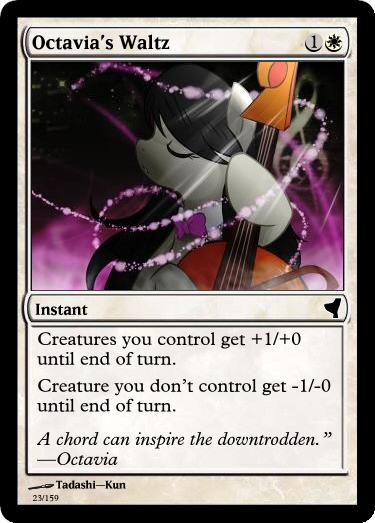 Octavia's Waltz 1
Instant
Creatures you control get +1/+0
until end of turn.
Creature you don't control get -1/-0
until end of turn.
A chord can inspire the downtrodden.”
—Octavia
Tadashi—Kun
23/159